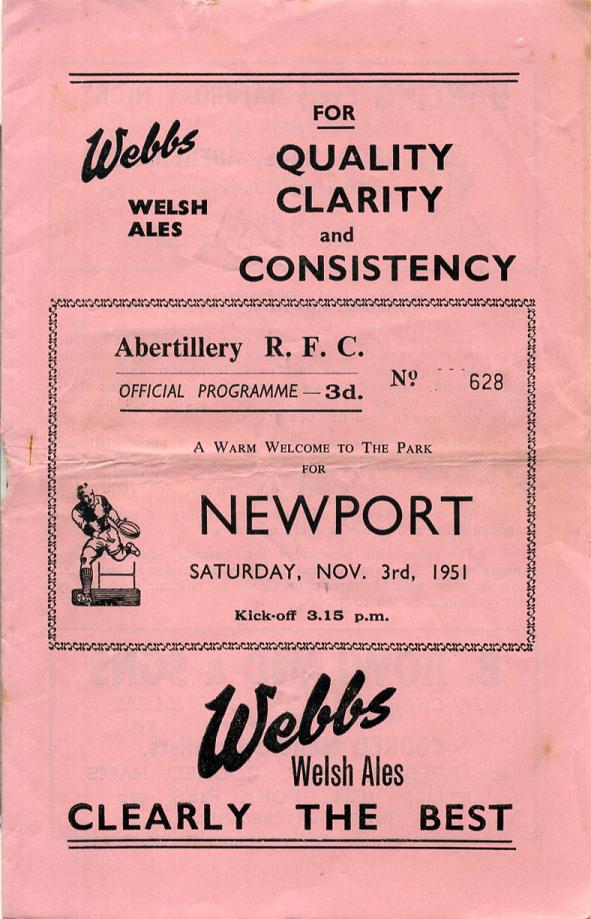 FOR
Webbs
QUALITY
CLARITY
WELSH
ALES
and
CONSISTENCY
Abertillery R. F. C.
OFFICIAL PROGRAMME — 3d.
Nº 628
A Warm Welcome to The Park
FOR
NEWPORT
SATURDAY, NOV. 3rd, 1951
Kick-off 3.15 p.m.
Webbs
Welsh Ales
CLEARLY THE BEST